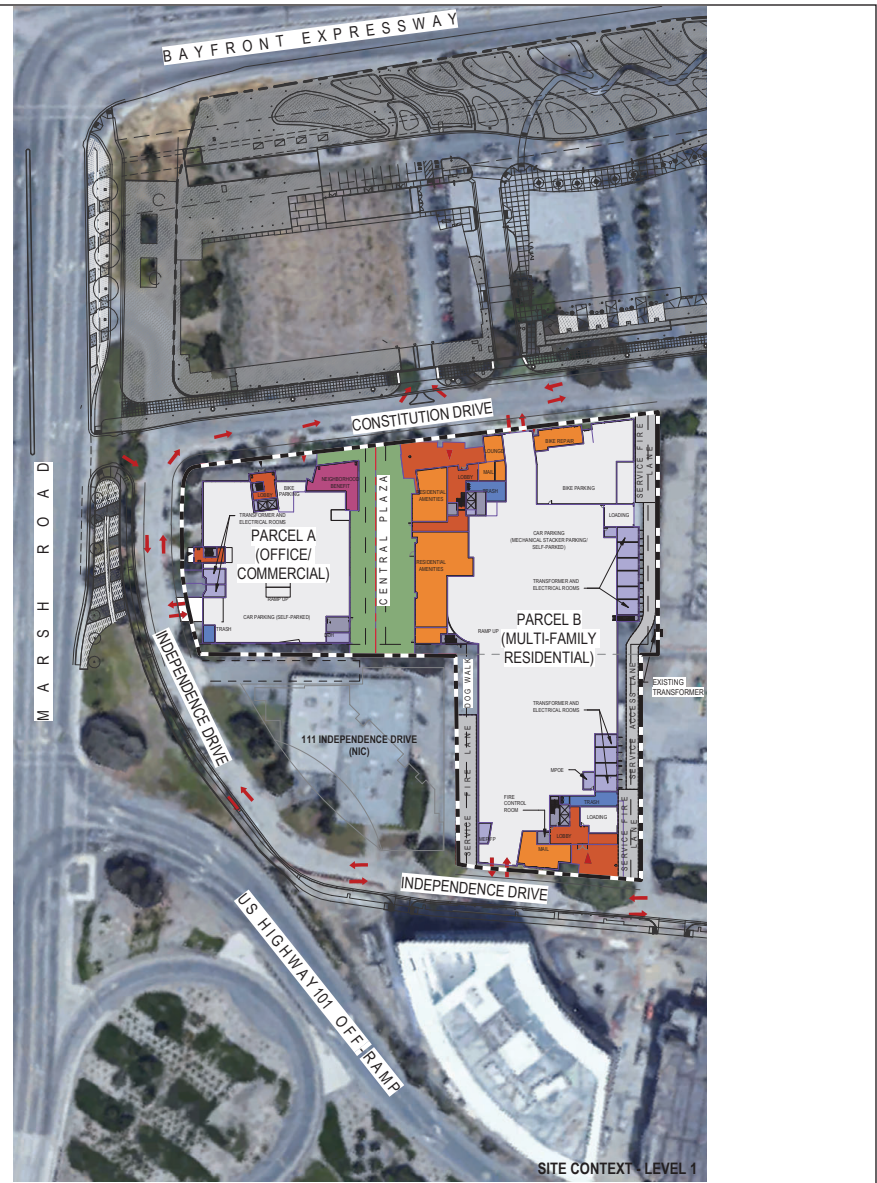 BAYFRONT EXPRESSWAY
MARSH ROAD
CONSTITUTION DRIVE
LOBBY
BIKE
PARKING
NEIGHBORHOOD
BENEFIT
TRANSFORMER AND
ELECTRICAL ROOMS
PARCEL A
(OFFICE/
COMMERCIAL)
RAMP UP
CAR PARKING (SELF-PARKED)
TRASH
CENTRAL PLAZA
LOUNGE
LOBBY
MAIL
TRASH
RESIDENTIAL
AMENITIES
RESIDENTIAL
AMENITIES
BIKE REPAIR
BIKE PARKING
LOADING
SERVICE FIRE
LANE
CAR PARKING
(MECHANICAL STACKER PARKING/
SELF-PARKED)
TRANSFORMER AND
ELECTRICAL ROOMS
RAMP UP
PARCEL B
(MULTI-FAMILY
RESIDENTIAL)
DOG WALK
EXISTING
TRANSFORMER
SERVICE ACCESS LANE
TRANSFORMER AND
ELECTRICAL ROOMS
MPOE
FIRE
CONTROL
ROOM
TRASH
LOADING
LOBBY
MAIL
SERVICE FIRE LANE
SERVICE FIRE
LANE
INDEPENDENCE DRIVE
111 INDEPENDENCE DRIVE
(NIC)
INDEPENDENCE DRIVE
US HIGHWAY 101 OFF-RAMP
SITE CONTEXT - LEVEL 1